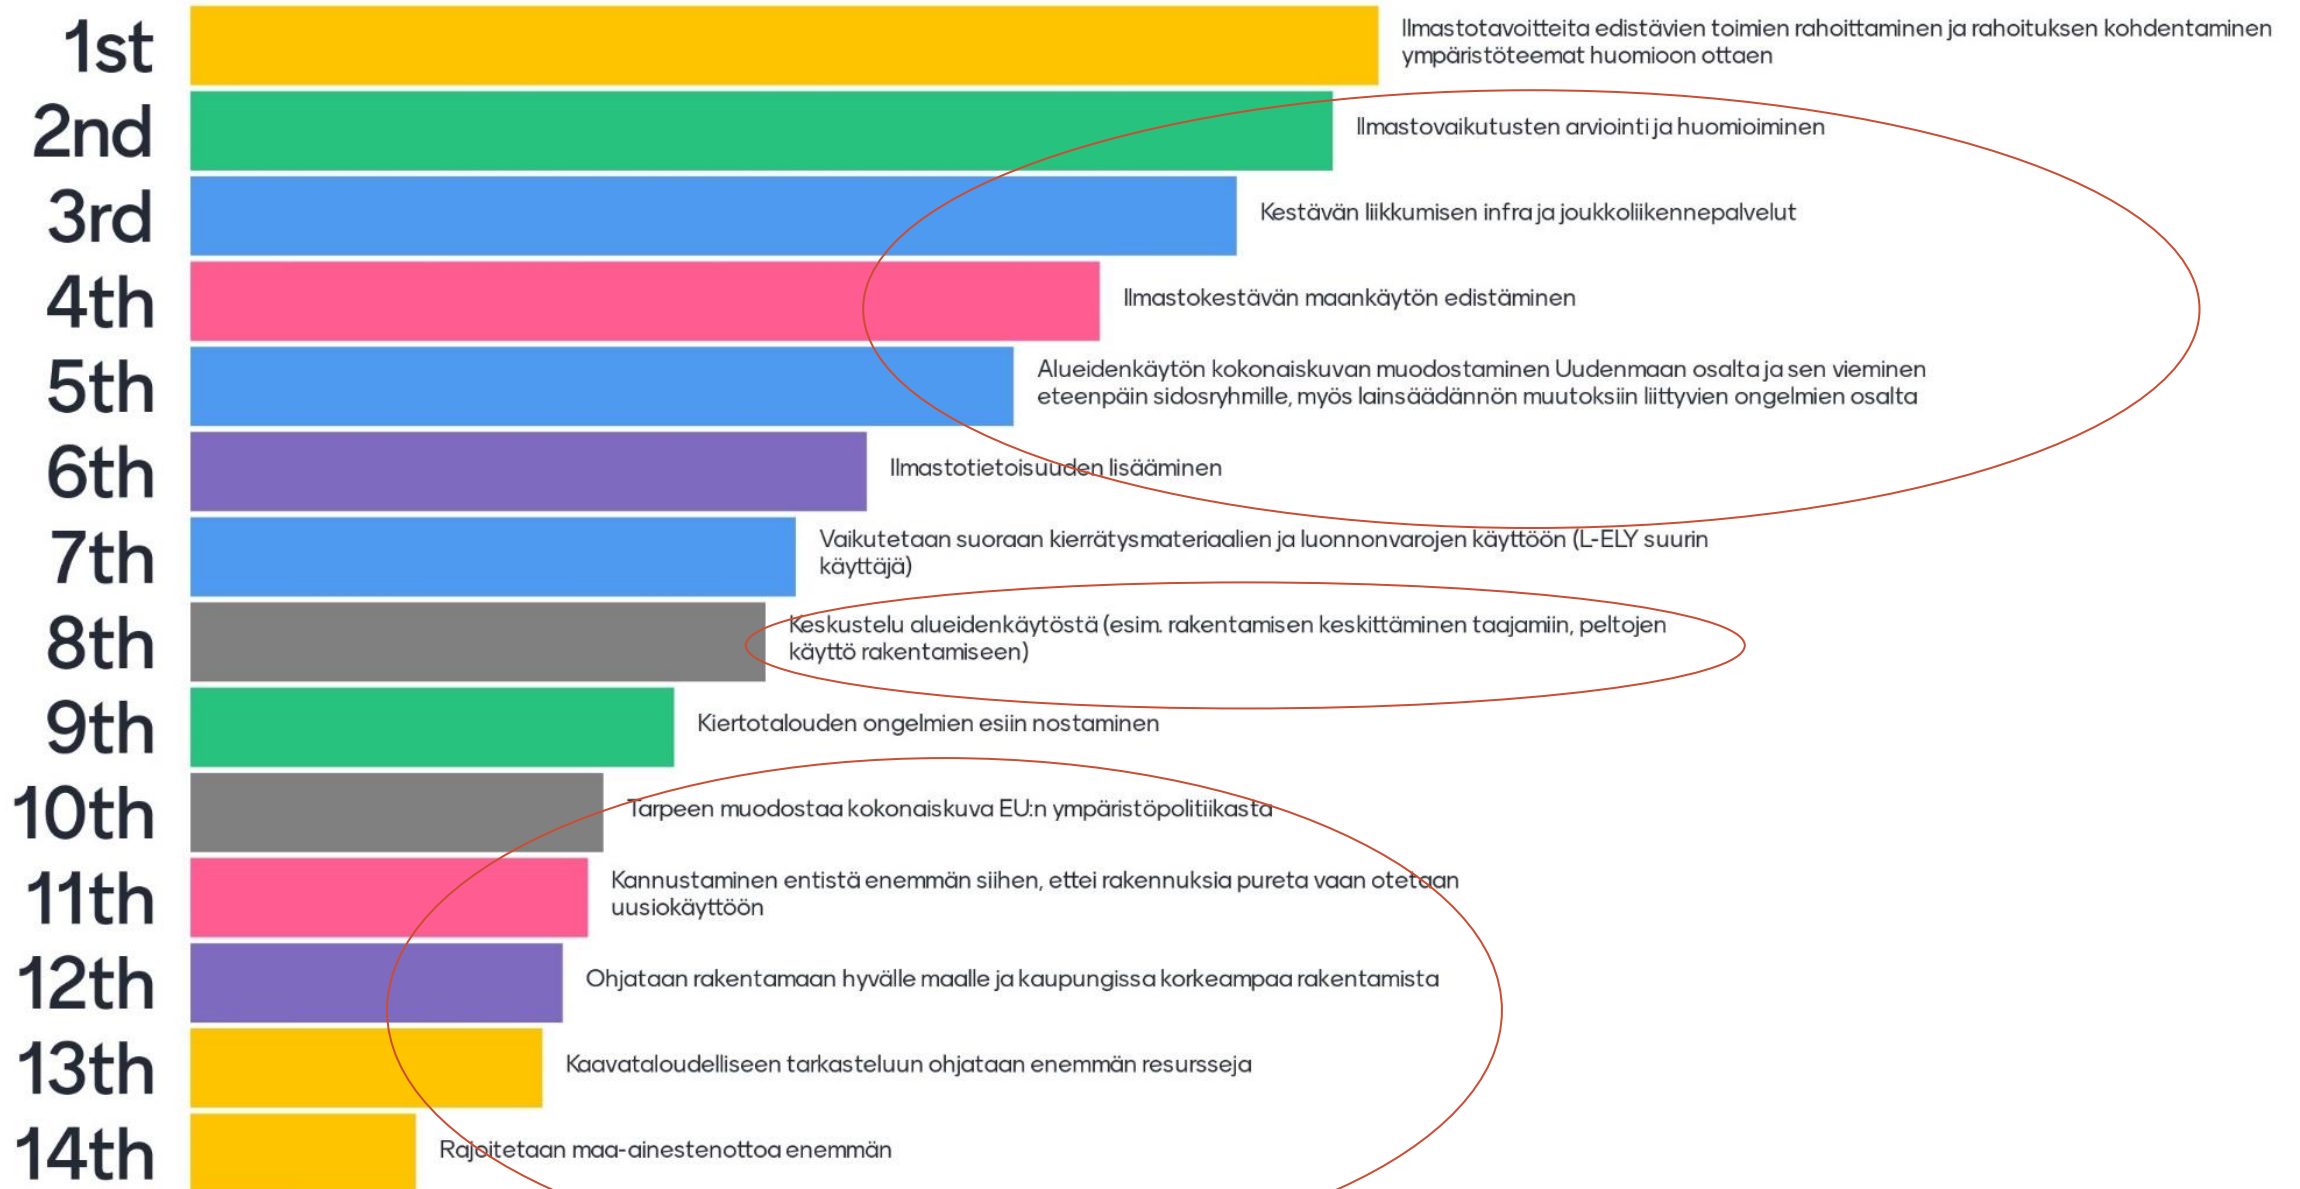 1st
Ilmastotavoitteita edistävien toimien rahoittaminen ja rahoituksen kohdentaminen
ympäristöteemat huomioon ottaen
2nd
Ilmastovaikutusten arviointi ja huomioiminen
3rd
Kestävän liikkumisen infra ja joukkoliikennepalvelut
4th
Ilmastokestävän maankäytön edistäminen
5th
Alueidenkäytön kokonaiskuvan muodostaminen Uudenmaan osalta ja sen vieminen
eteenpäin sidosryhmille, myös lainsäädännön muutoksiin liittyvien ongelmien osalta
6th
Ilmastotietoisuuden lisääminen
7th
Vaikutetaan suoraan kierrätysmateriaalien ja luonnonvarojen käyttöön (L-ELY suurin
käyttäjä)
8th
Keskustelu alueidenkäytöstä (esim. rakentamisen keskittäminen taajamiin, peltojen
käyttö rakentamiseen)
9th
Kiertotalouden ongelmien esiin nostaminen
10th
Tarpeen muodostaa kokonaiskuva EU:n ympäristöpolitiikasta
11th
Kannustaminen entistä enemmän siihen, ettei rakennuksia pureta vaan otetaan
uusiokäyttöön
12th
Ohjataan rakentamaan hyvälle maalle ja kaupungissa korkeampaa rakentamista
13th
Kaavataloudelliseen tarkasteluun ohjataan enemmän resursseja
14th
Rajoitetaan maa-ainestenottoa enemmän